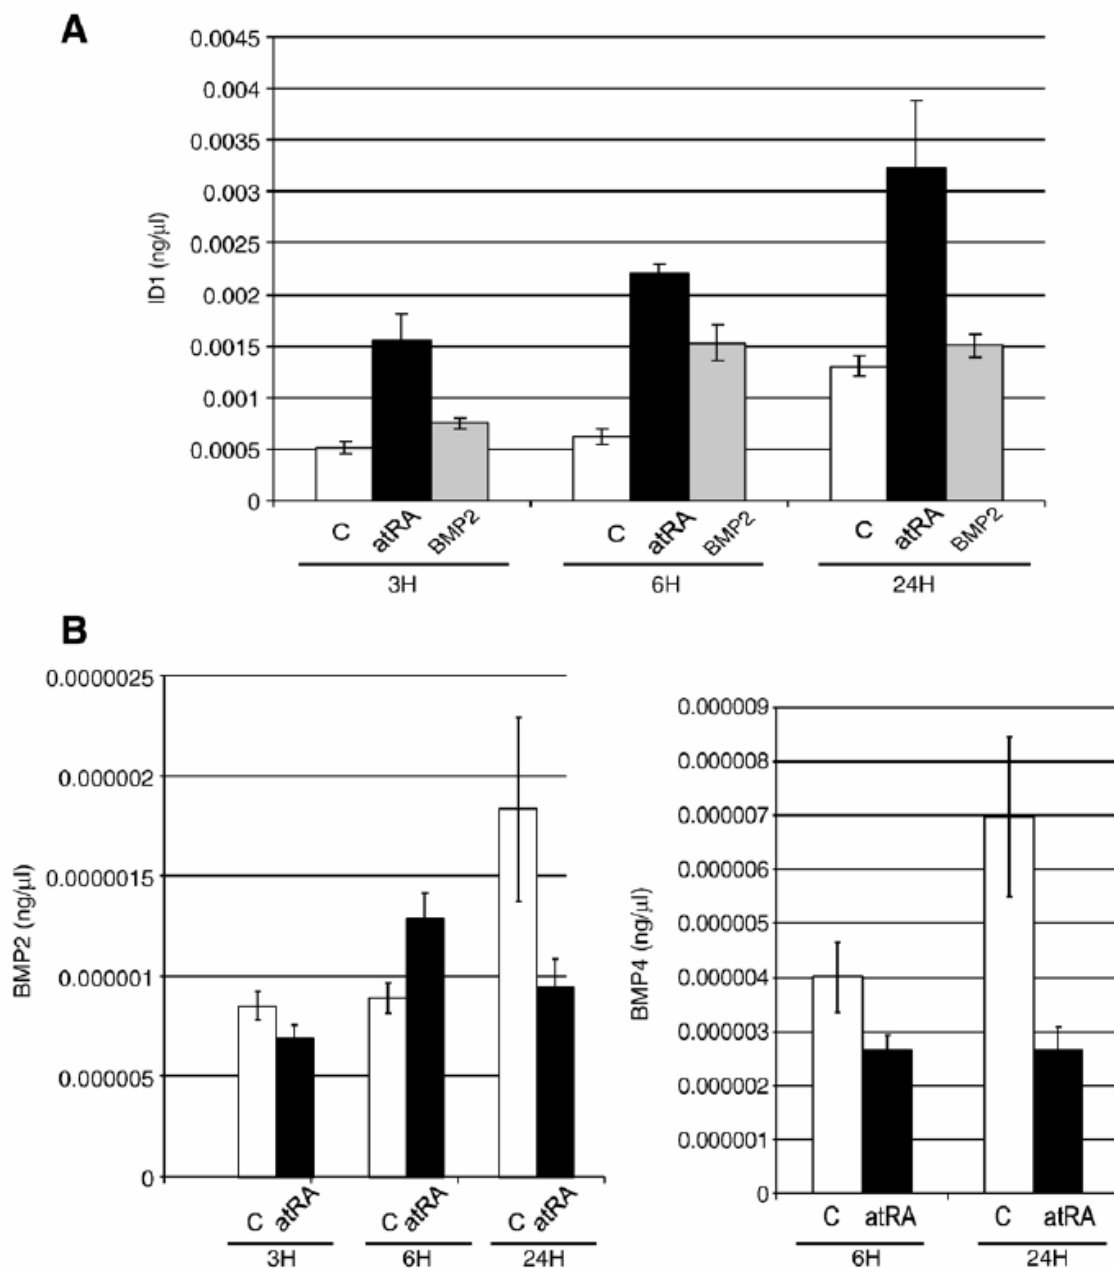 A
0.0045
0.004
0.0035
0.003
0.0025
0.002
0.0015
0.001
0.0005
0
ID1 (ng/µl)
C atRA BMP2 C atRA BMP2 C atRA BMP2
3H 6H 24H
B
0.0000025
0.000002
0.0000015
0.000001
0.000005
0
BMP2 (ng/µl)
C atRA C atRA C atRA
3H 6H 24H
0.000009
0.000008
0.000007
0.000006
0.000005
0.000004
0.000003
0.000002
0.000001
0
BMP4 (ng/µl)
C atRA C atRA
6H 24H